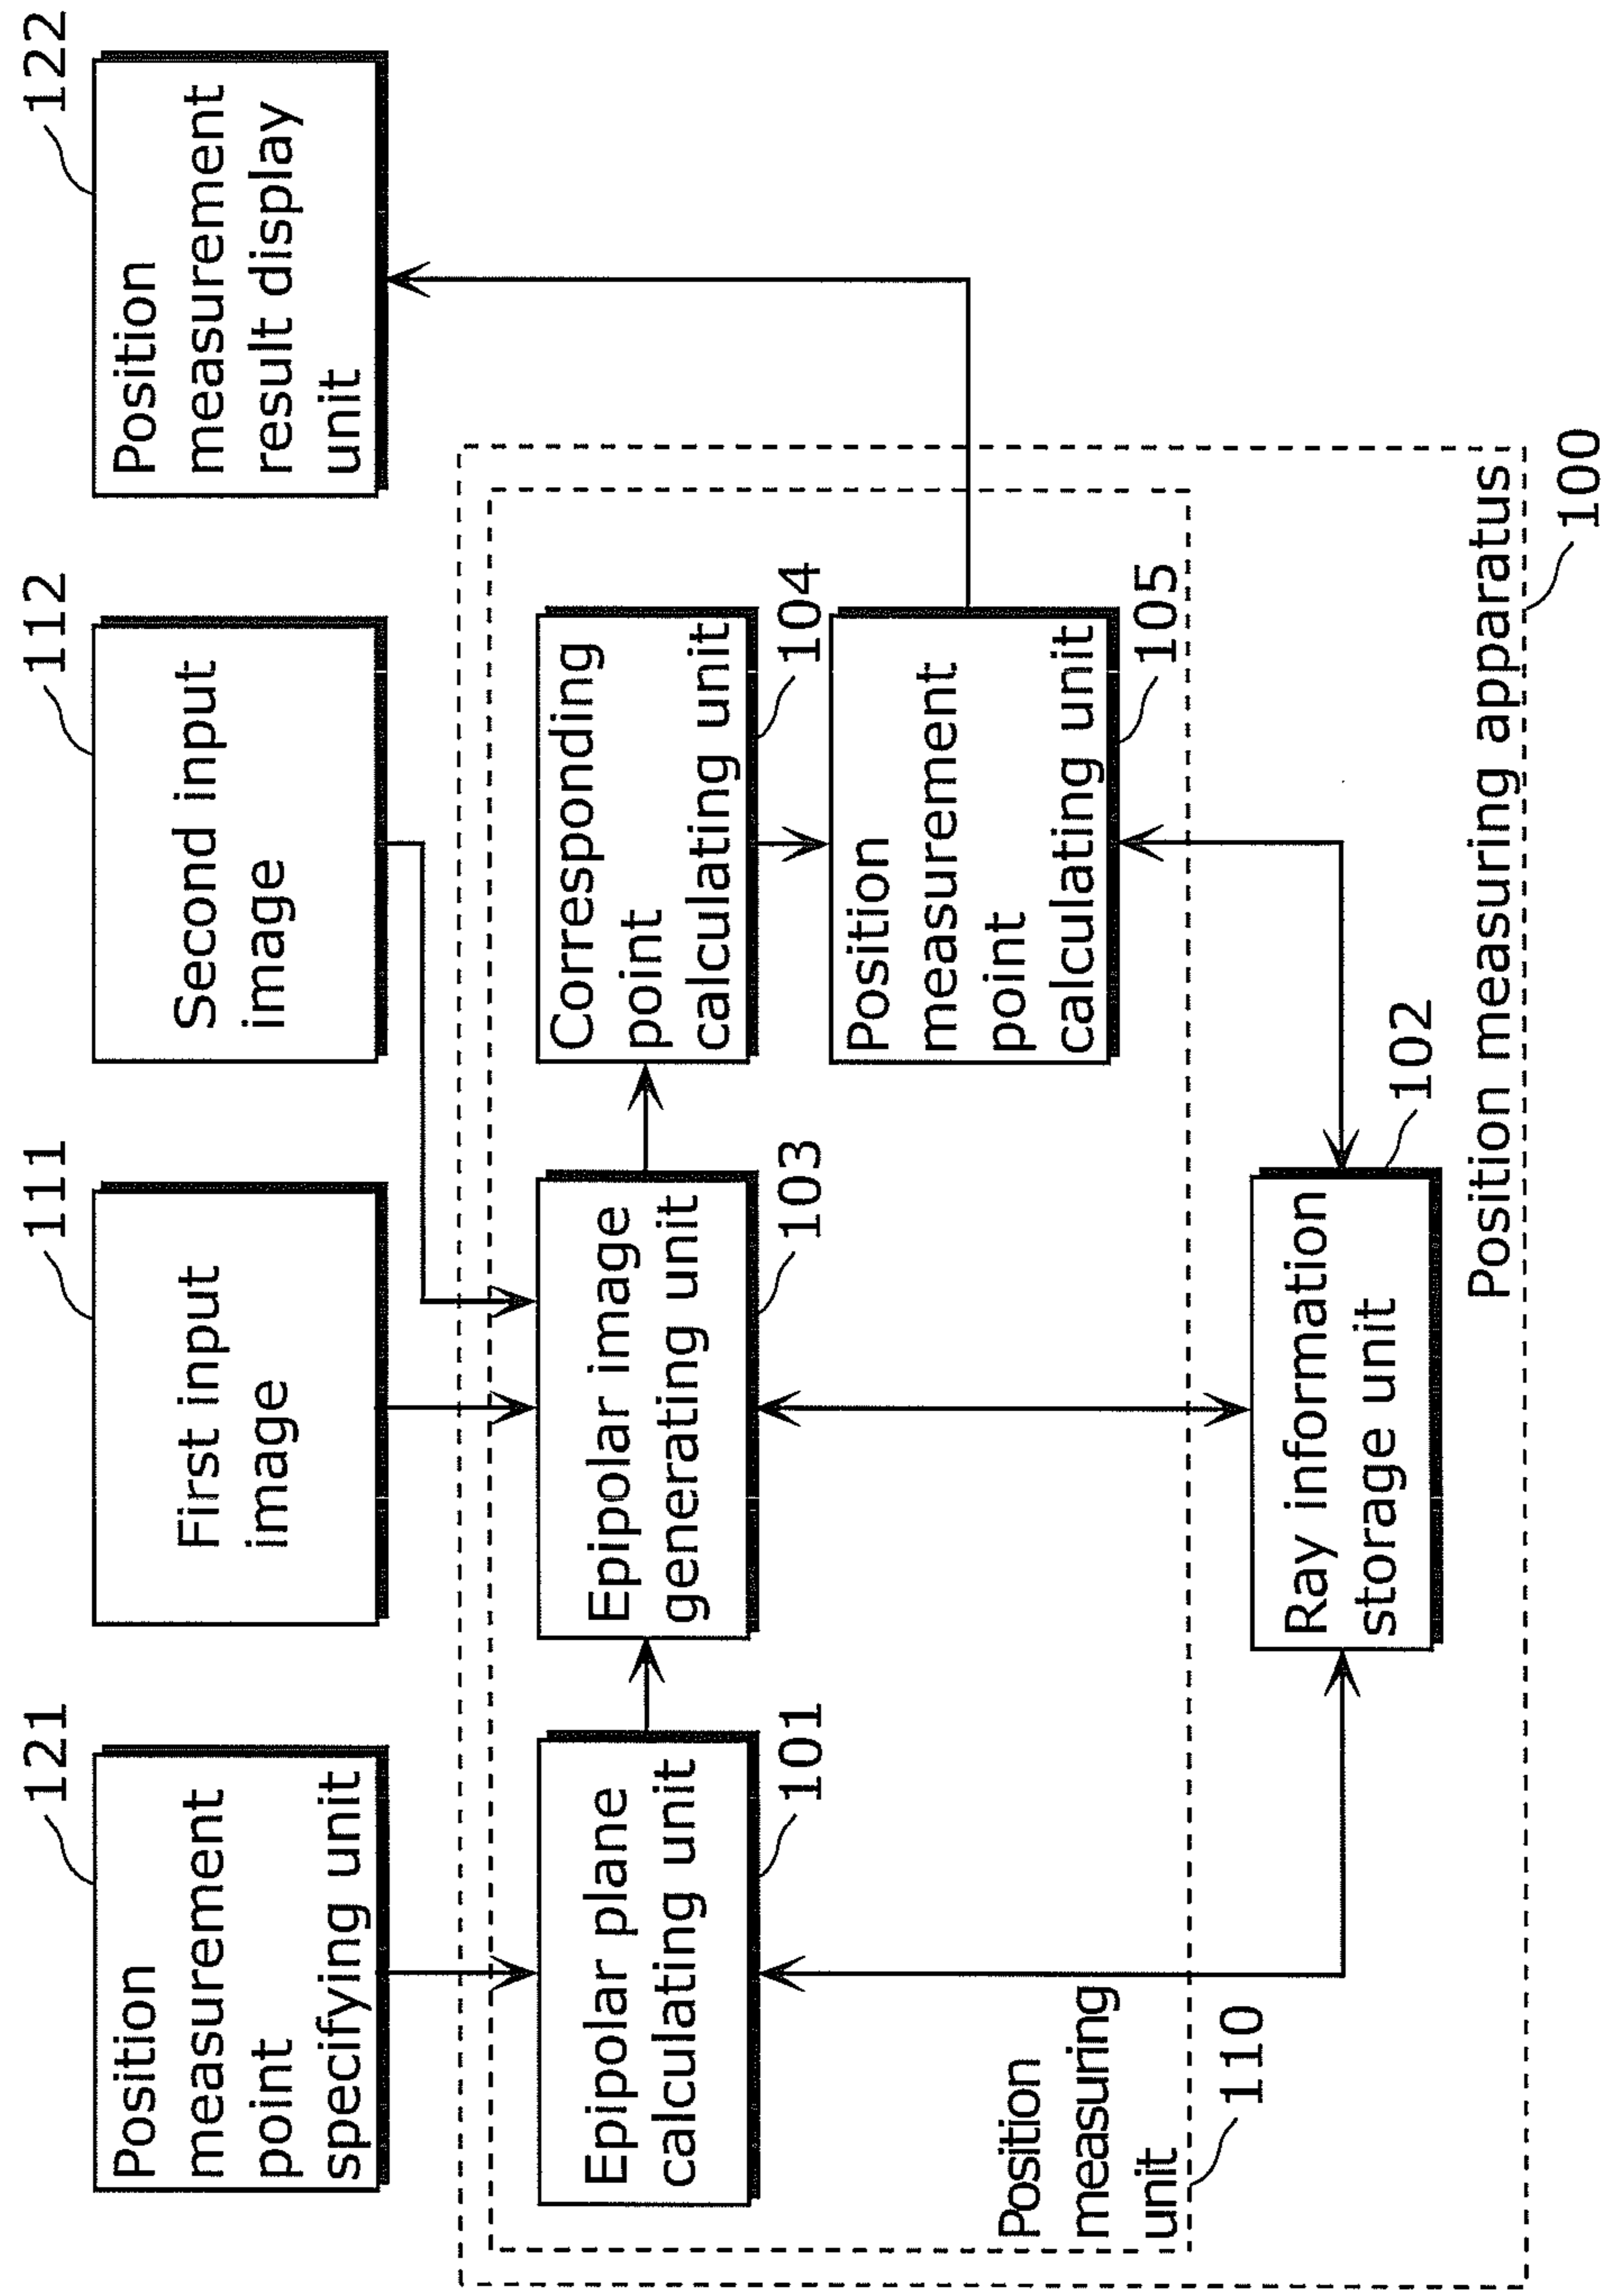 121
Position
measurement
point
specifying unit
111
First input
image
112
Second input
image
122
Position
measurement
result display
unit
Epipolar plane
calculating unit
101
Epipolar image
generating unit
103
Corresponding
point
calculating unit
104
Position
measurement
point
calculating unit
105
Position
measuring
unit
110
Ray information
storage unit
102
Position measuring apparatus
100